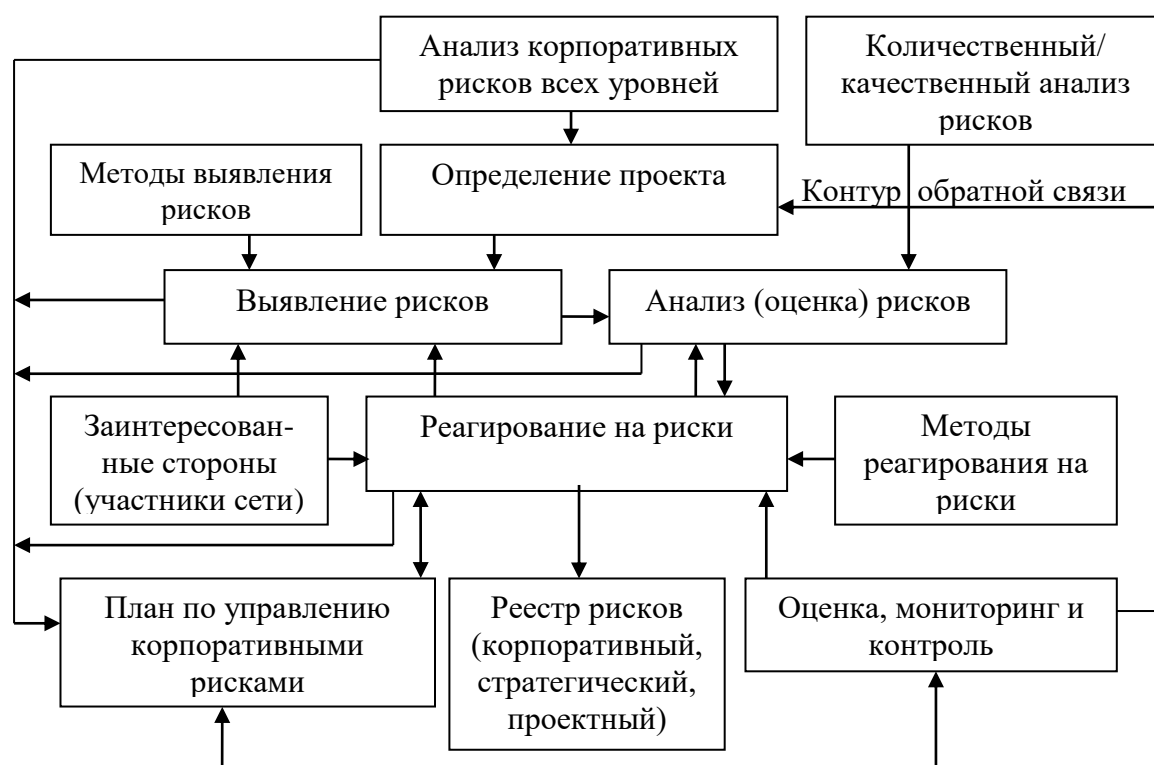 Анализ корпоративных
рисков всех уровней
Количественный/
качественный анализ
рисков
Методы выявления
рисков
Определение проекта
Контур обратной связи
Выявление рисков
Анализ (оценка) рисков
Заинтересован-
ные стороны
(участники сети)
Реагирование на риски
Методы
реагирования на
риски
План по управлению
корпоративными
рисками
Реестр рисков
(корпоративный,
стратегический,
проектный)
Оценка, мониторинг и
контроль